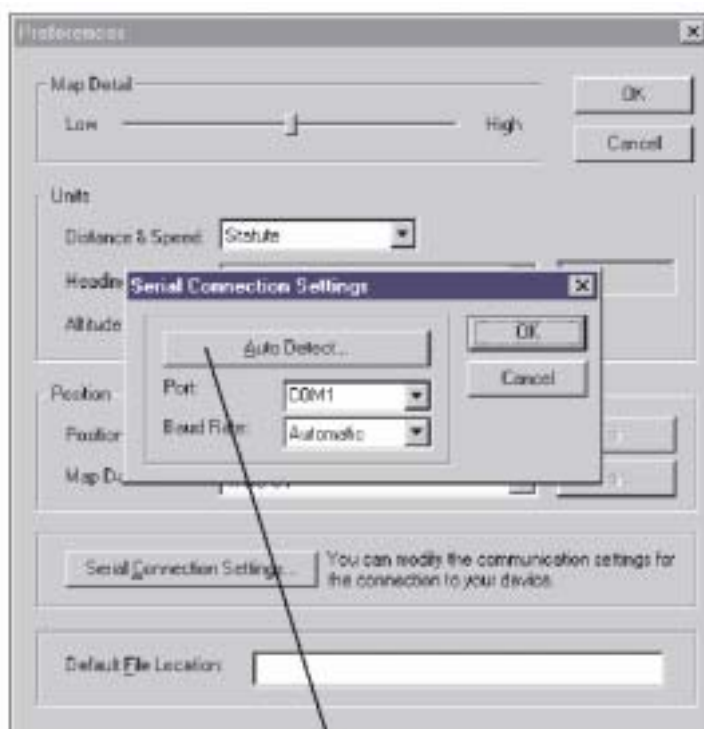 Preferences
Map Detail
Low
High
OK
Cancel
Units
Distance & Speed:
Statute
Serial Connection Settings
Altitude
Auto Detect...
OK
Cancel
Port:
COM1
Baud Rate:
Automatic
Position
Map
Serial Connection Settings...
You can modify the communication settings for
the connection to your device.
Default File Location: